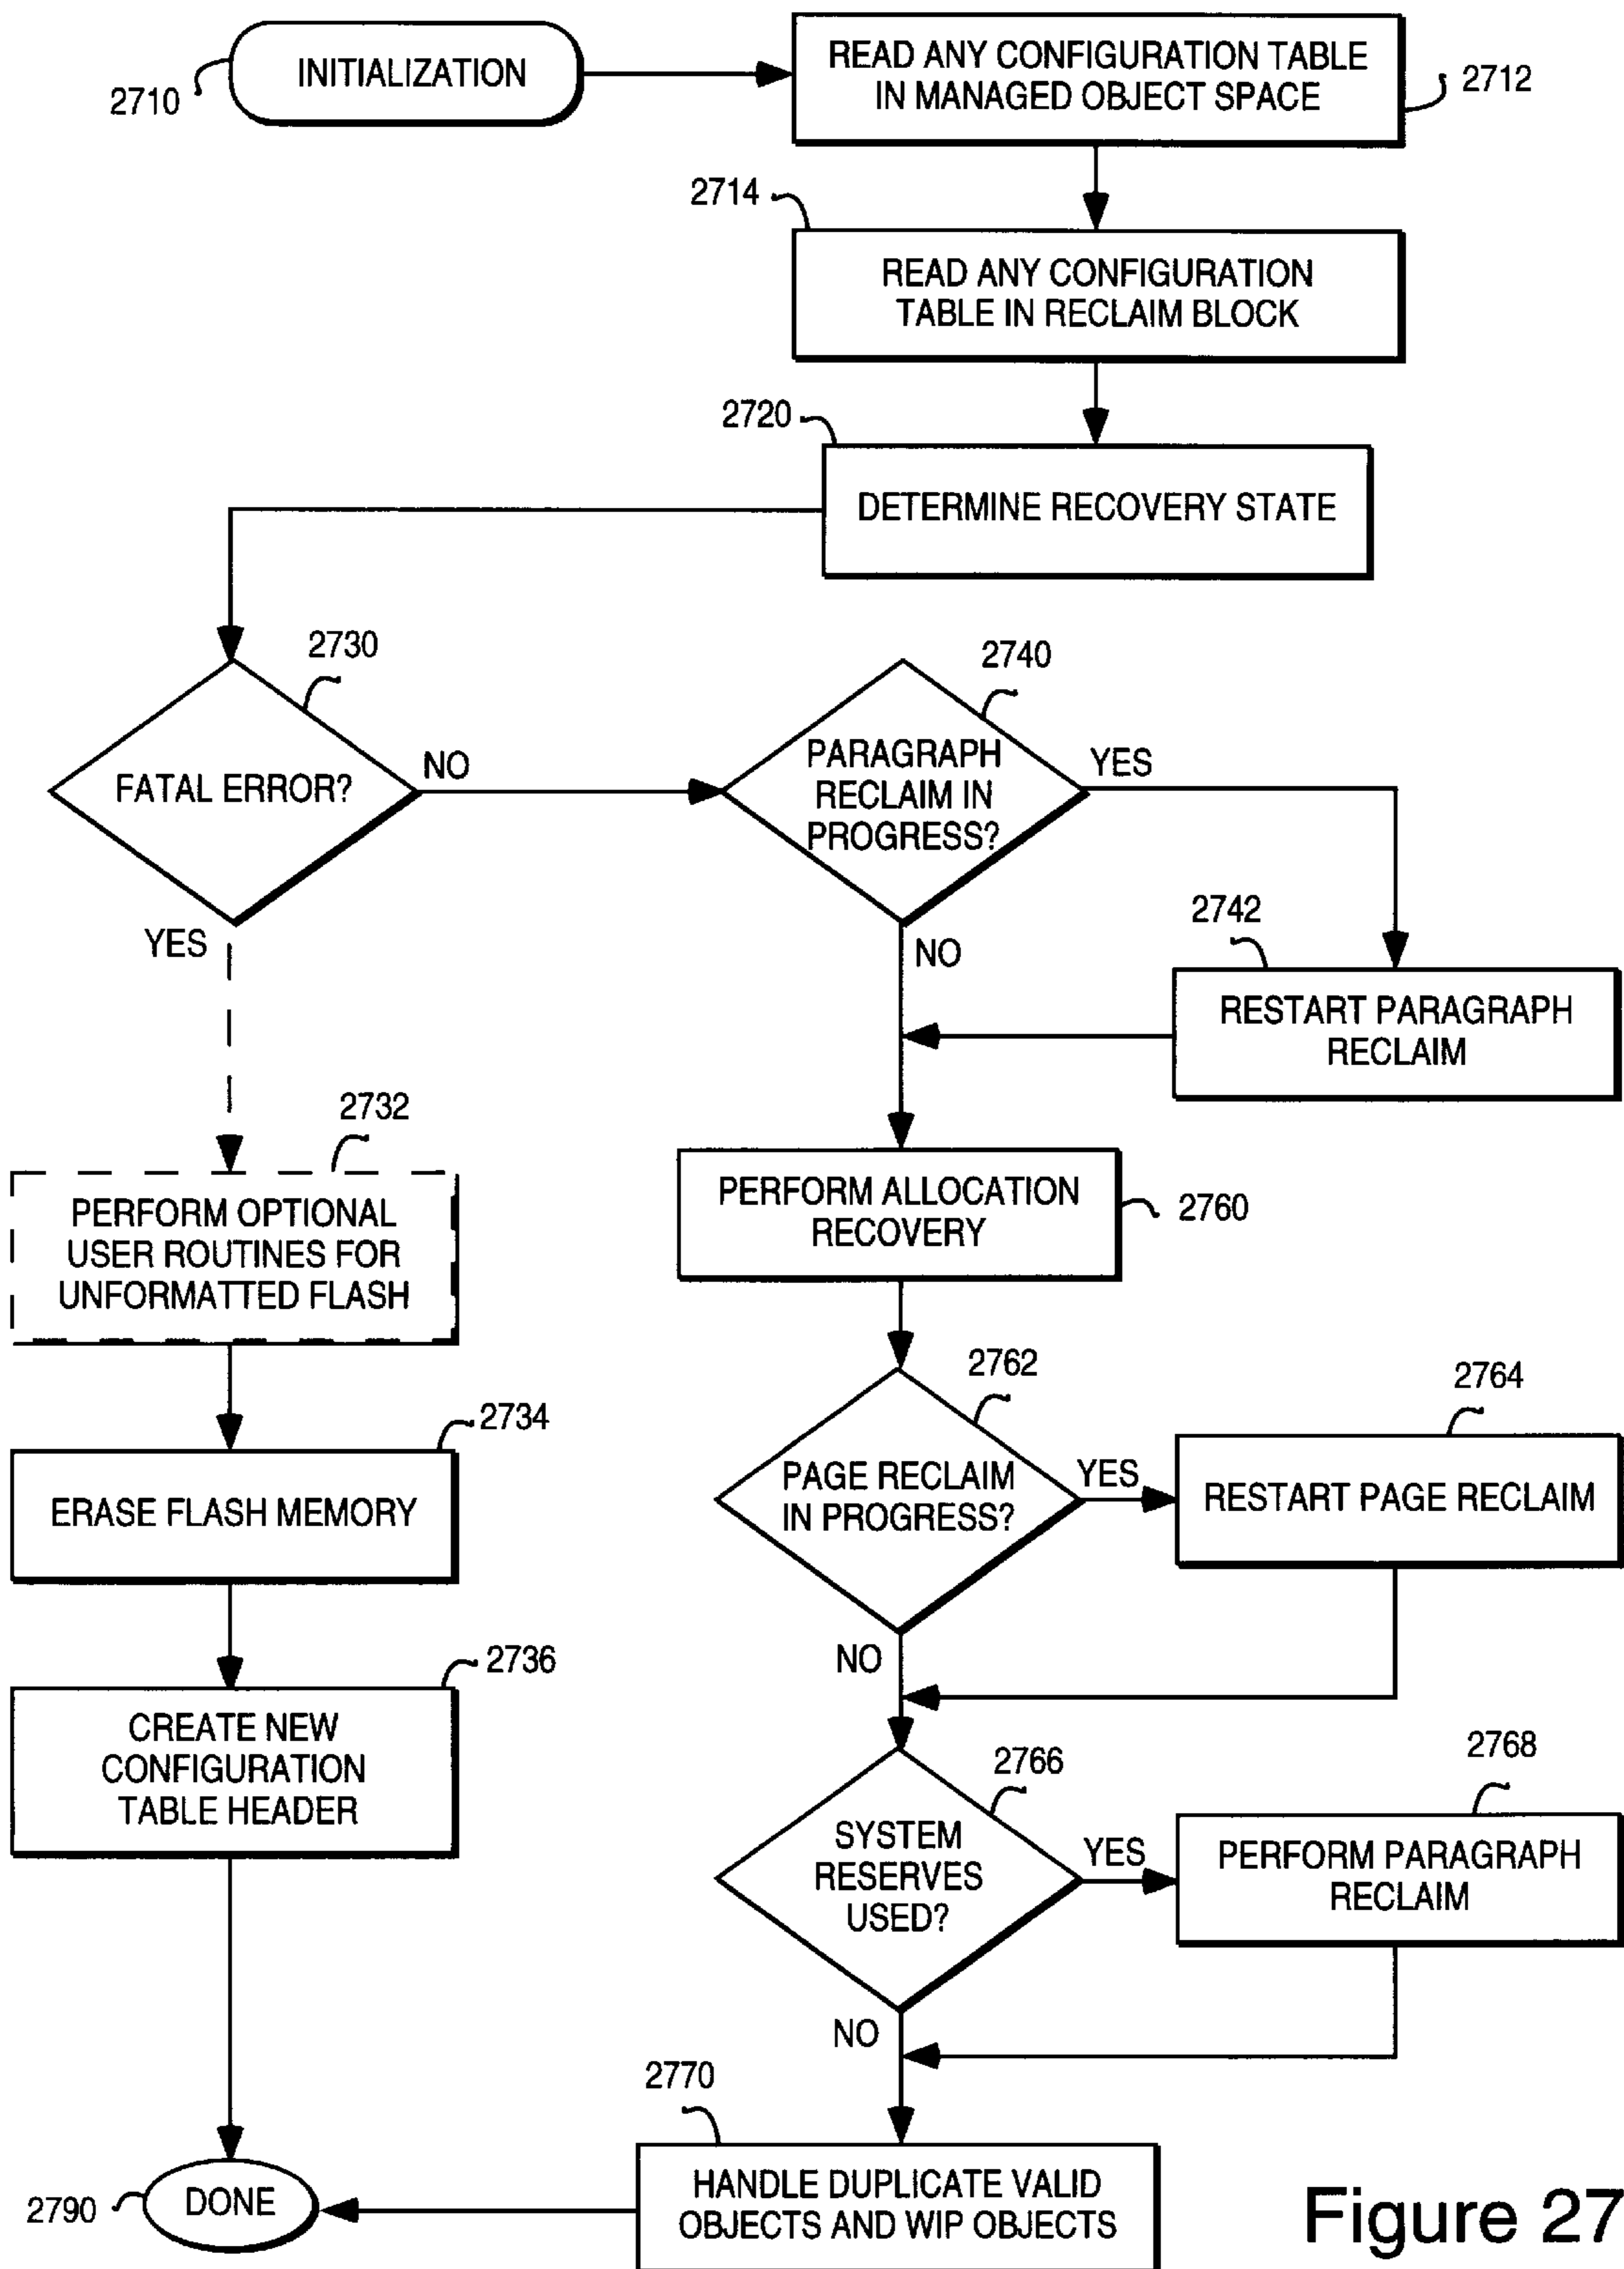 2710
INITIALIZATION
READ ANY CONFIGURATION TABLE
IN MANAGED OBJECT SPACE
2712
2714
READ ANY CONFIGURATION
TABLE IN RECLAIM BLOCK
2720
DETERMINE RECOVERY STATE
2730
FATAL ERROR?
NO
YES
2740
PARAGRAPH
RECLAIM IN
PROGRESS?
YES
NO
2742
RESTART PARAGRAPH
RECLAIM
2732
PERFORM OPTIONAL
USER ROUTINES FOR
UNFORMATTED FLASH
2760
PERFORM ALLOCATION
RECOVERY
2734
ERASE FLASH MEMORY
2762
PAGE RECLAIM
IN PROGRESS?
YES
NO
2764
RESTART PAGE RECLAIM
2736
CREATE NEW
CONFIGURATION
TABLE HEADER
2766
SYSTEM
RESERVES
USED?
YES
NO
2768
PERFORM PARAGRAPH
RECLAIM
2770
HANDLE DUPLICATE VALID
OBJECTS AND WIP OBJECTS
2790
DONE
Figure 27